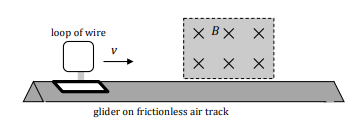 loop of wire
v
B
glider on frictionless air track